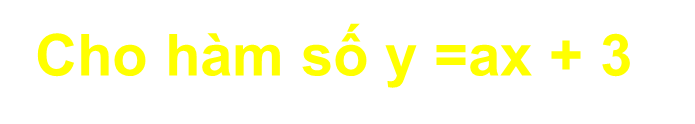 Cho hàm số y =ax + 3